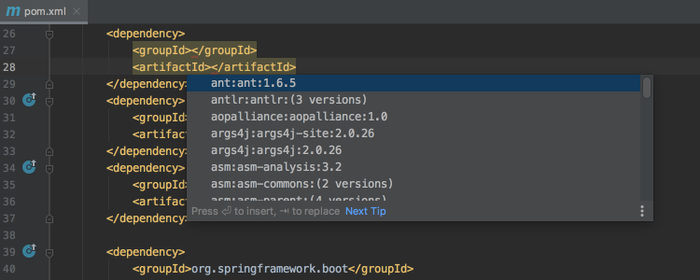 m pom.xml ×
26 <dependency>
27 <groupId></groupId>
28 <artifactId></artifactId>
29 </dependency>
ant:ant:1.6.5
30 <dependency>
antlr:antlr:(3 versions)
31 <groupId>
aopalliance:aopalliance:1.0
32 <artifac
args4j:args4j-site:2.0.26
33 </dependency>
args4j:args4j:2.0.26
34 <dependency>
asm:asm-analysis:3.2
35 <groupId>
asm:asm-commons:(2 versions)
36 <artifac
asm:asm-parent:(4 versions)
37 </dependency>
Press ⏎ to insert, ⇥ to replace Next Tip
38
39 <dependency>
40 <groupId>org.springframework.boot</groupId>